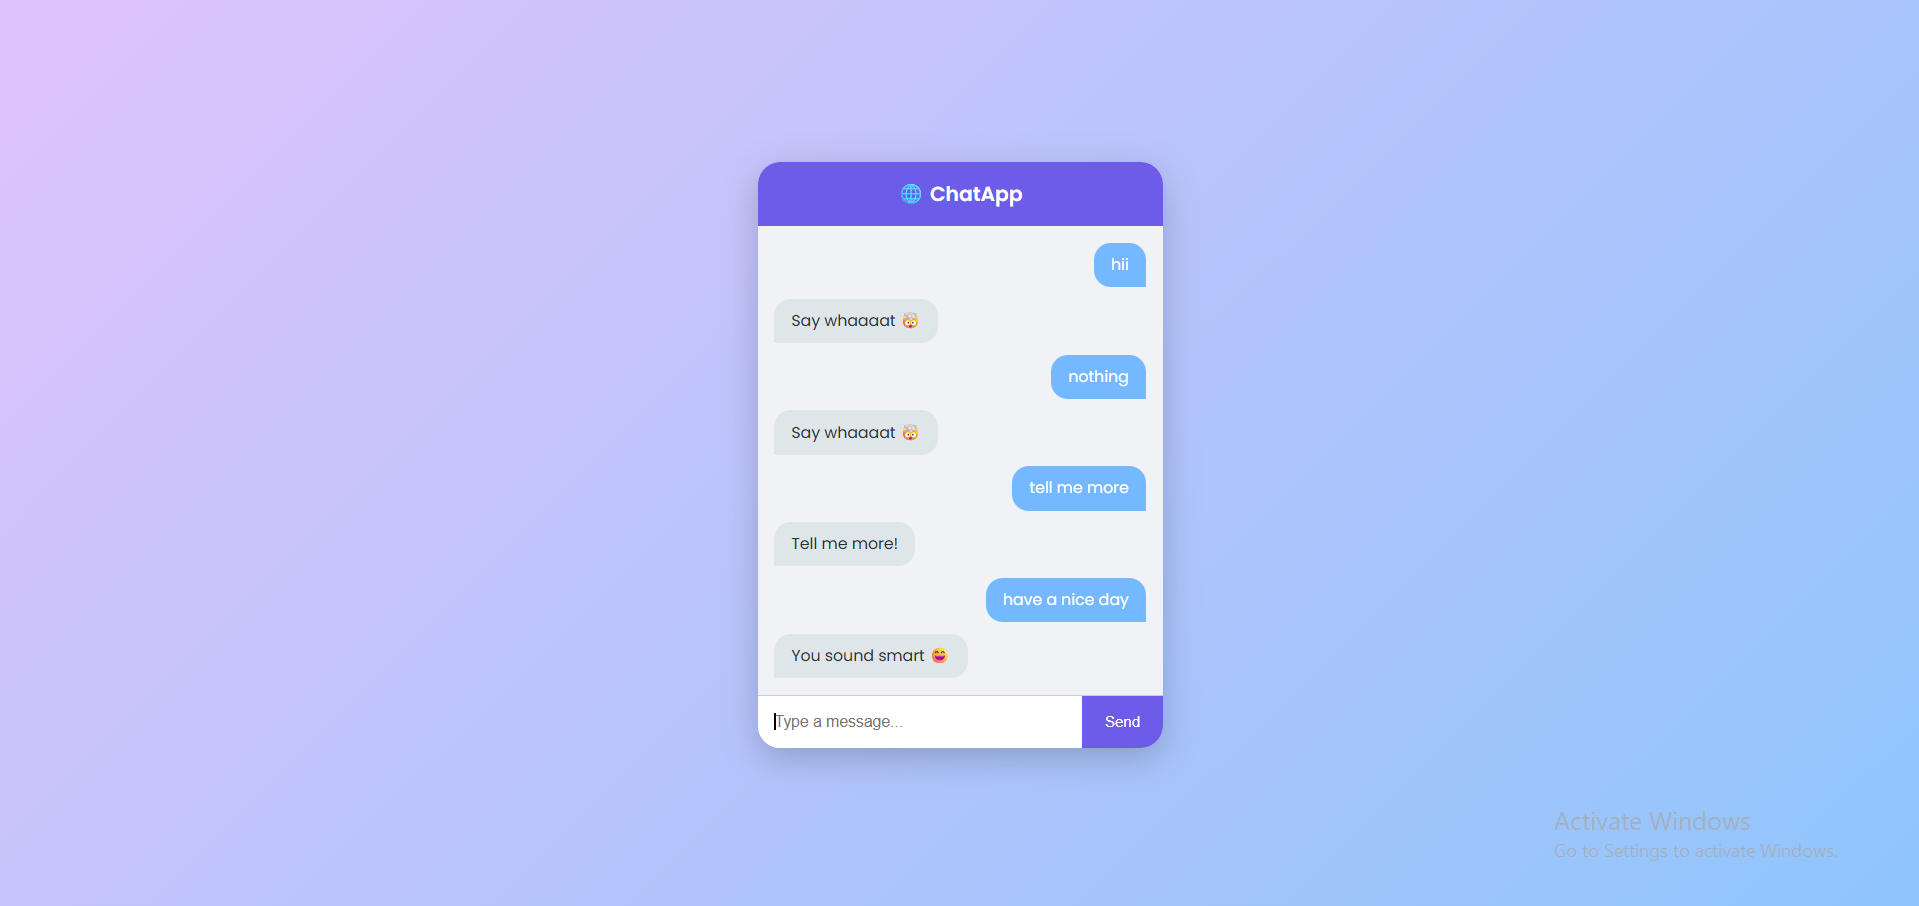 🌐 ChatApp
hii
Say whaaaat 🤯
nothing
Say whaaaat 🤯
tell me more
Tell me more!
have a nice day
You sound smart 😄
Type a message...
Send
Activate Windows
Go to Settings to activate Windows.